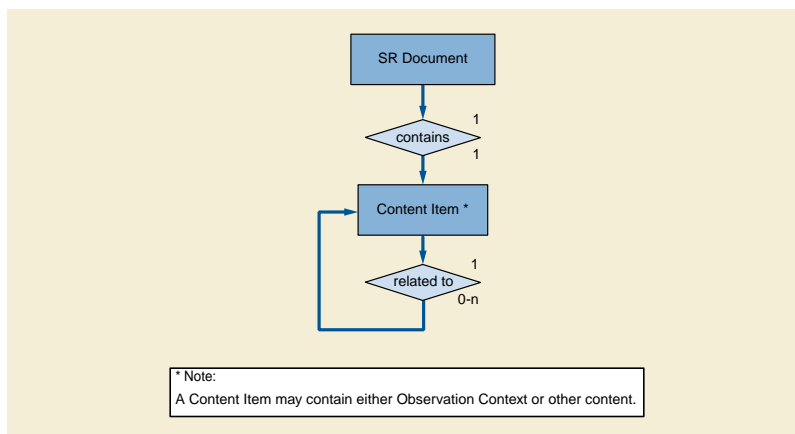 SR Document
1
contains
1
Content Item *
1
related to
0-n
* Note:
A Content Item may contain either Observation Context or other content.